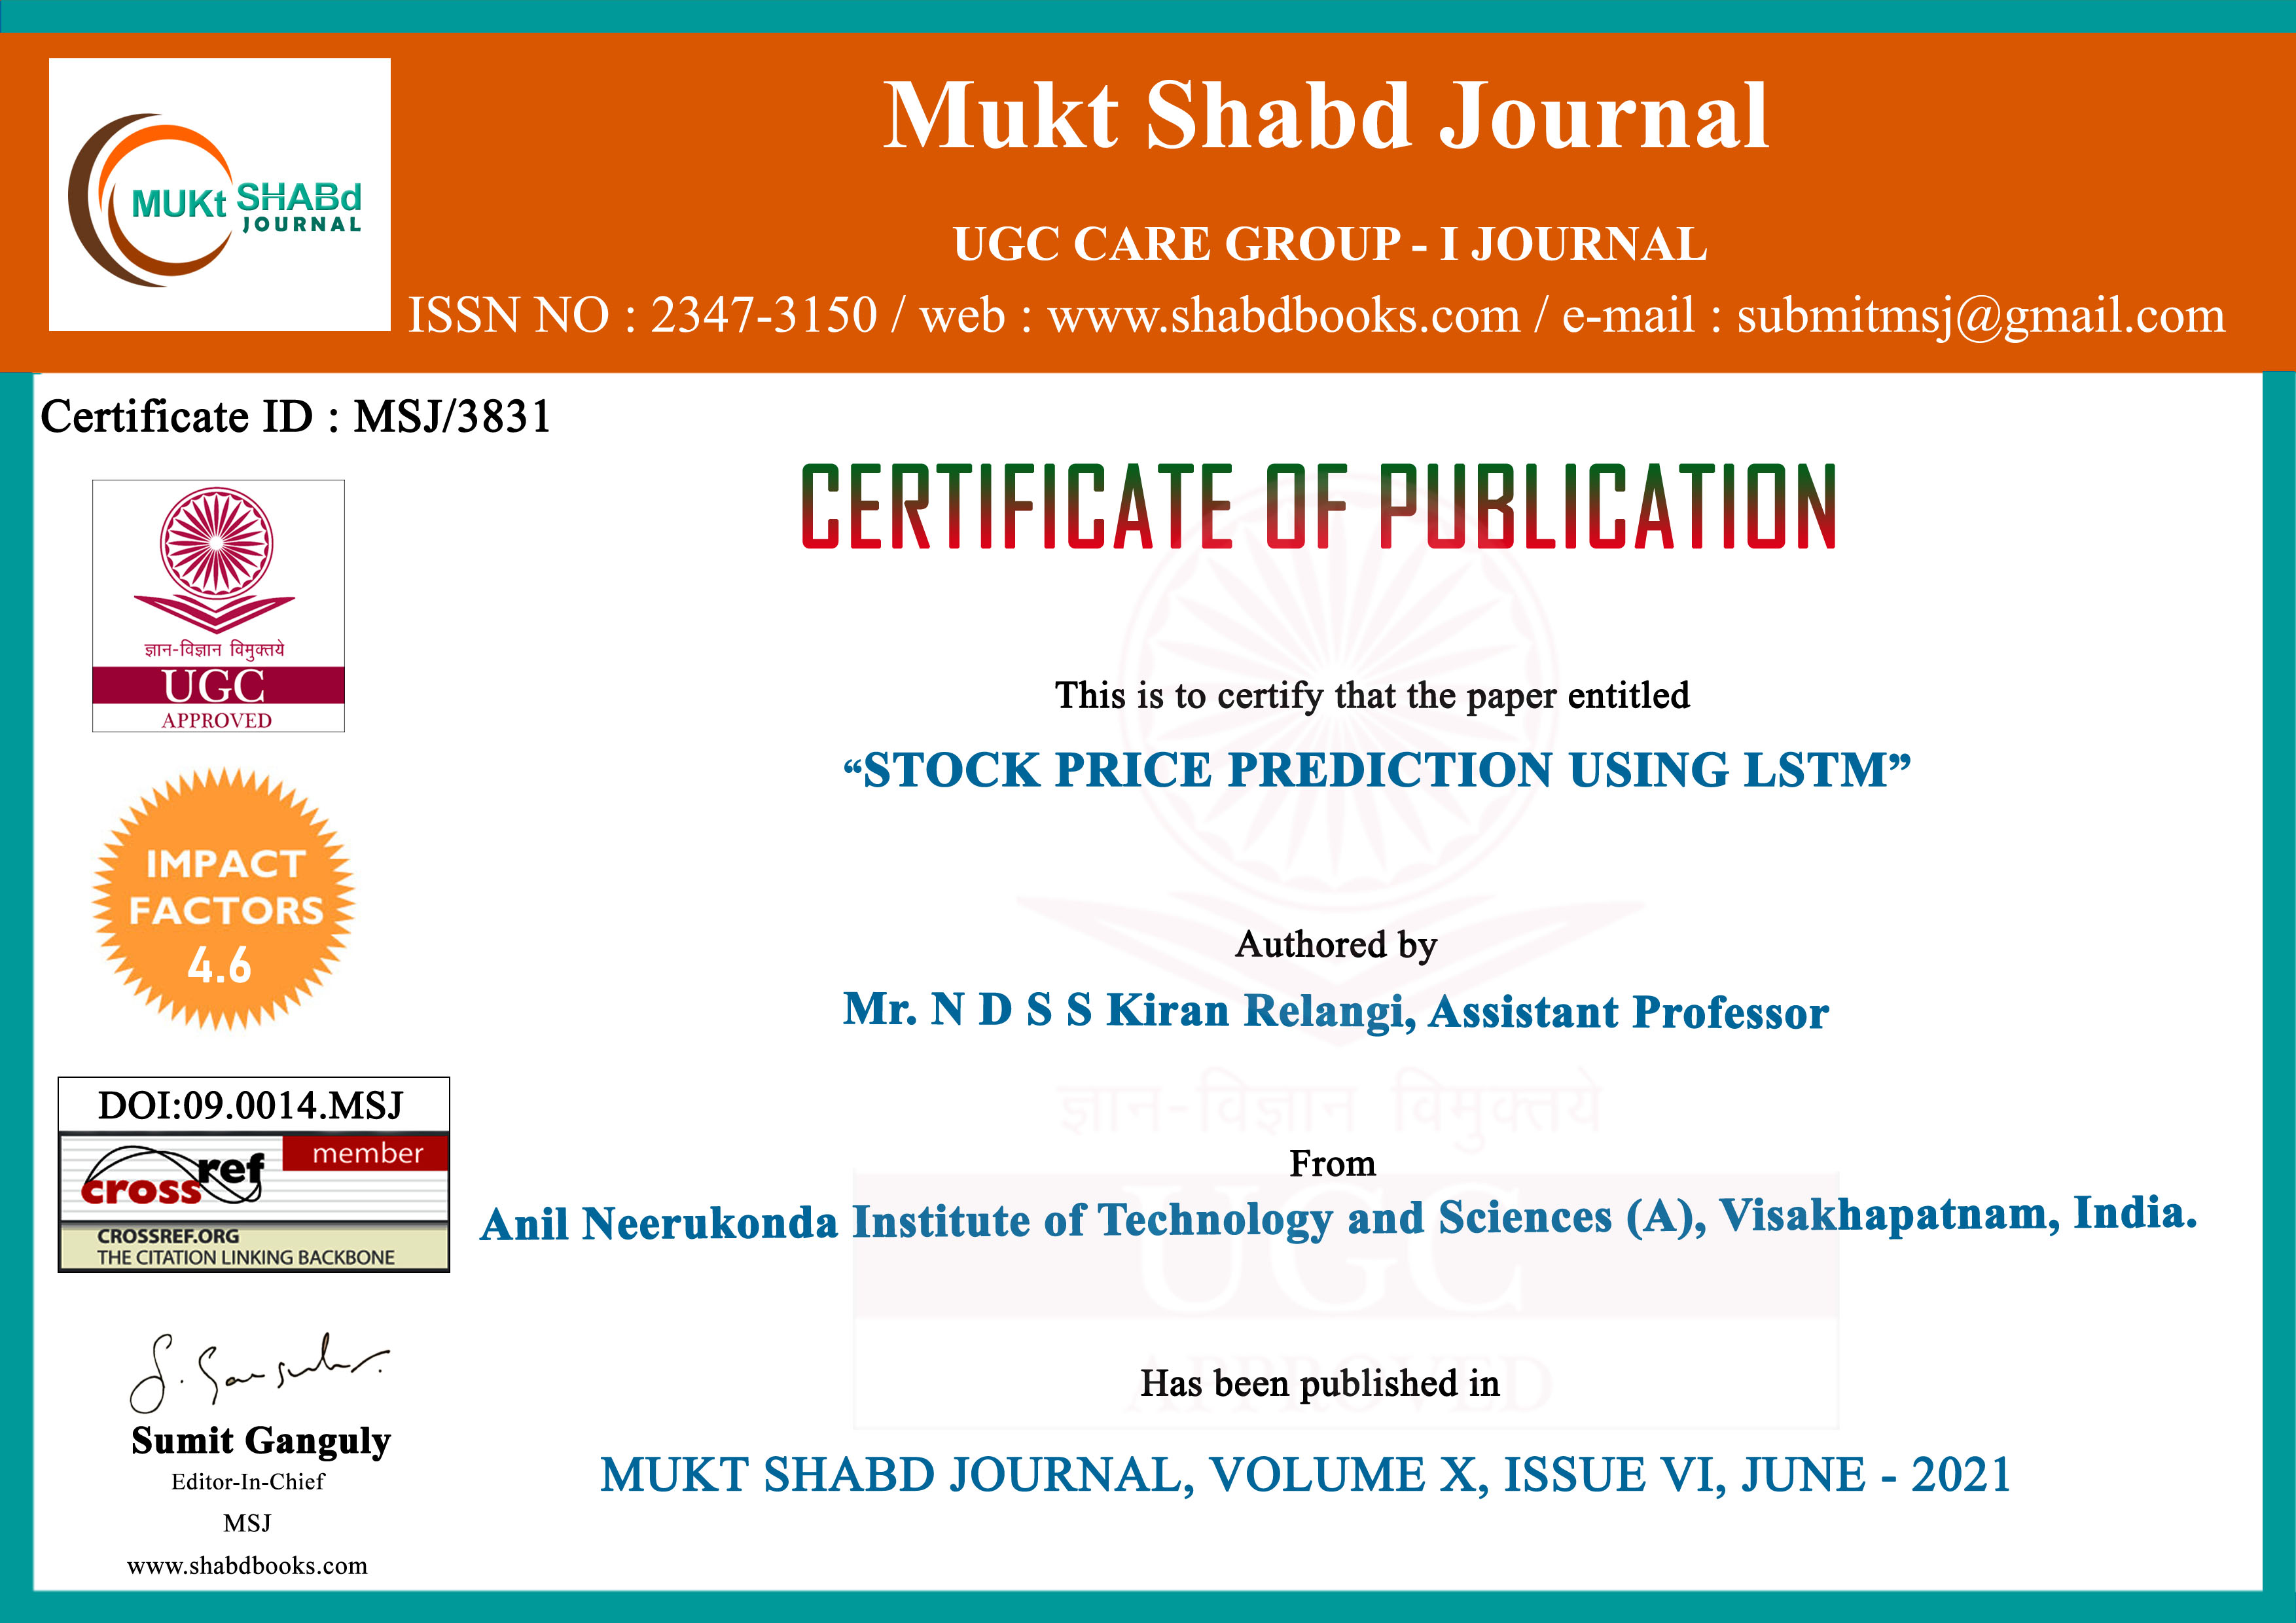 MUKt SHABd
JOURNAL
Mukt Shabd Journal
UGC CARE GROUP - I JOURNAL
ISSN NO : 2347-3150 / web : www.shabdbooks.com / e-mail : submitmsj@gmail.com
Certificate ID : MSJ/3831
CERTIFICATE OF PUBLICATION
ज्ञान-विज्ञान विमुक्तये
UGC
APPROVED
This is to certify that the paper entitled
“STOCK PRICE PREDICTION USING LSTM”
IMPACT
FACTORS
4.6
Authored by
Mr. N D S S Kiran Relangi, Assistant Professor
ज्ञान-विज्ञान विमुक्तये
DOI:09.0014.MSJ
crossref member
CROSSREF.ORG
THE CITATION LINKING BACKBONE
From
Anil Neerukonda Institute of Technology and Sciences (A), Visakhapatnam, India.
UGC
APPROVED
Has been published in
MUKT SHABD JOURNAL, VOLUME X, ISSUE VI, JUNE - 2021
S. Ganguly
Sumit Ganguly
Editor-In-Chief
MSJ
www.shabdbooks.com